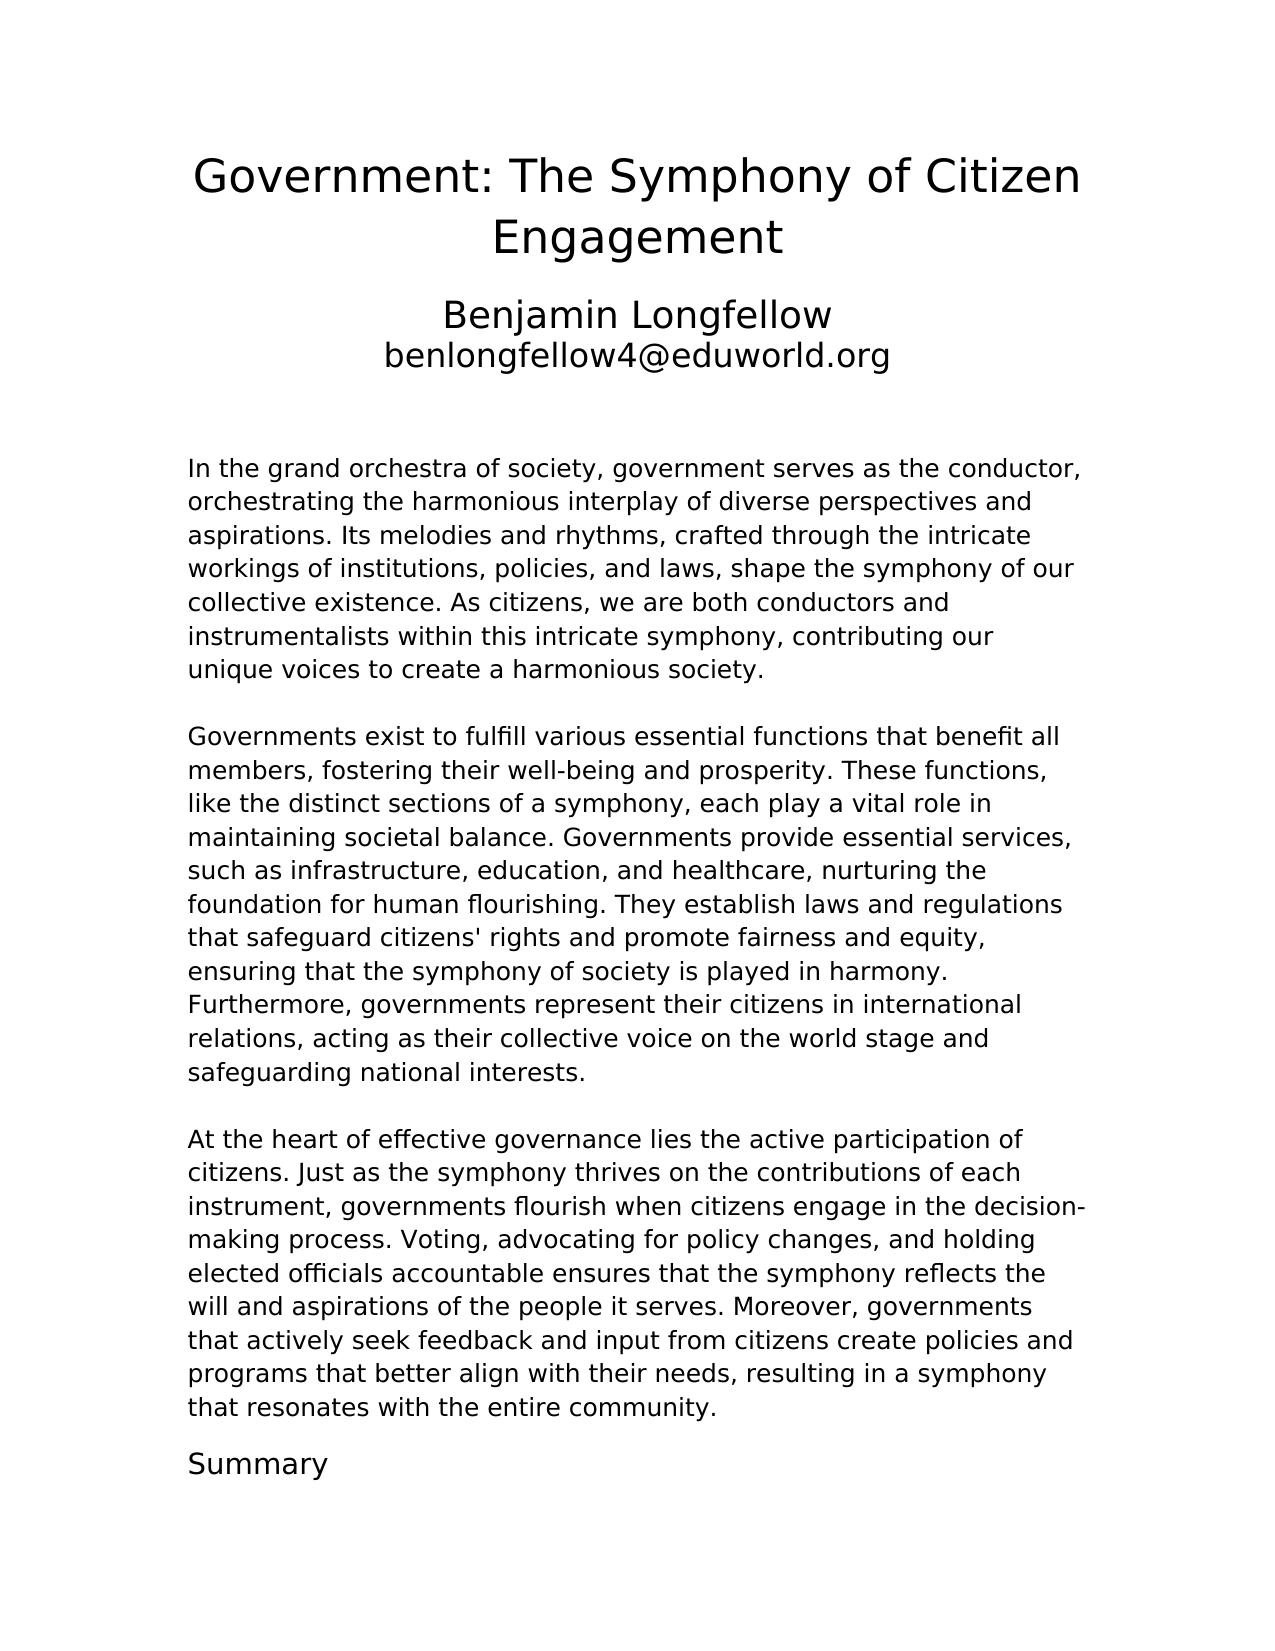 Government: The Symphony of Citizen
Engagement
Benjamin Longfellow
benlongfellow4@eduworld.org
In the grand orchestra of society, government serves as the conductor,
orchestrating the harmonious interplay of diverse perspectives and
aspirations. Its melodies and rhythms, crafted through the intricate
workings of institutions, policies, and laws, shape the symphony of our
collective existence. As citizens, we are both conductors and
instrumentalists within this intricate symphony, contributing our
unique voices to create a harmonious society.
Governments exist to fulfill various essential functions that benefit all
members, fostering their well-being and prosperity. These functions,
like the distinct sections of a symphony, each play a vital role in
maintaining societal balance. Governments provide essential services,
such as infrastructure, education, and healthcare, nurturing the
foundation for human flourishing. They establish laws and regulations
that safeguard citizens' rights and promote fairness and equity,
ensuring that the symphony of society is played in harmony.
Furthermore, governments represent their citizens in international
relations, acting as their collective voice on the world stage and
safeguarding national interests.
At the heart of effective governance lies the active participation of
citizens. Just as the symphony thrives on the contributions of each
instrument, governments flourish when citizens engage in the decision-
making process. Voting, advocating for policy changes, and holding
elected officials accountable ensures that the symphony reflects the
will and aspirations of the people it serves. Moreover, governments
that actively seek feedback and input from citizens create policies and
programs that better align with their needs, resulting in a symphony
that resonates with the entire community.
Summary